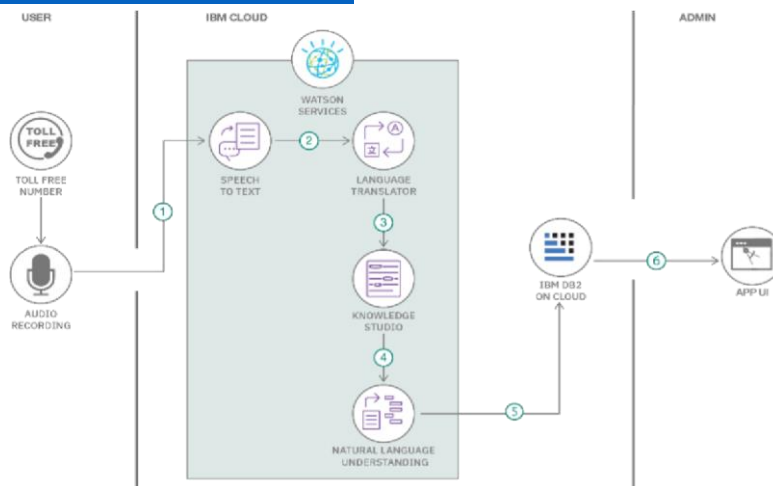 USER
IBM CLOUD
ADMIN
WATSON
SERVICES
TOLL
FREE
TOLL FREE
NUMBER
1
SPEECH
TO TEXT
2
A
文
LANGUAGE
TRANSLATOR
3
AUDIO
RECORDING
KNOWLEDGE
STUDIO
4
NATURAL LANGUAGE
UNDERSTANDING
5
IBM DB2
ON CLOUD
6
APP UI